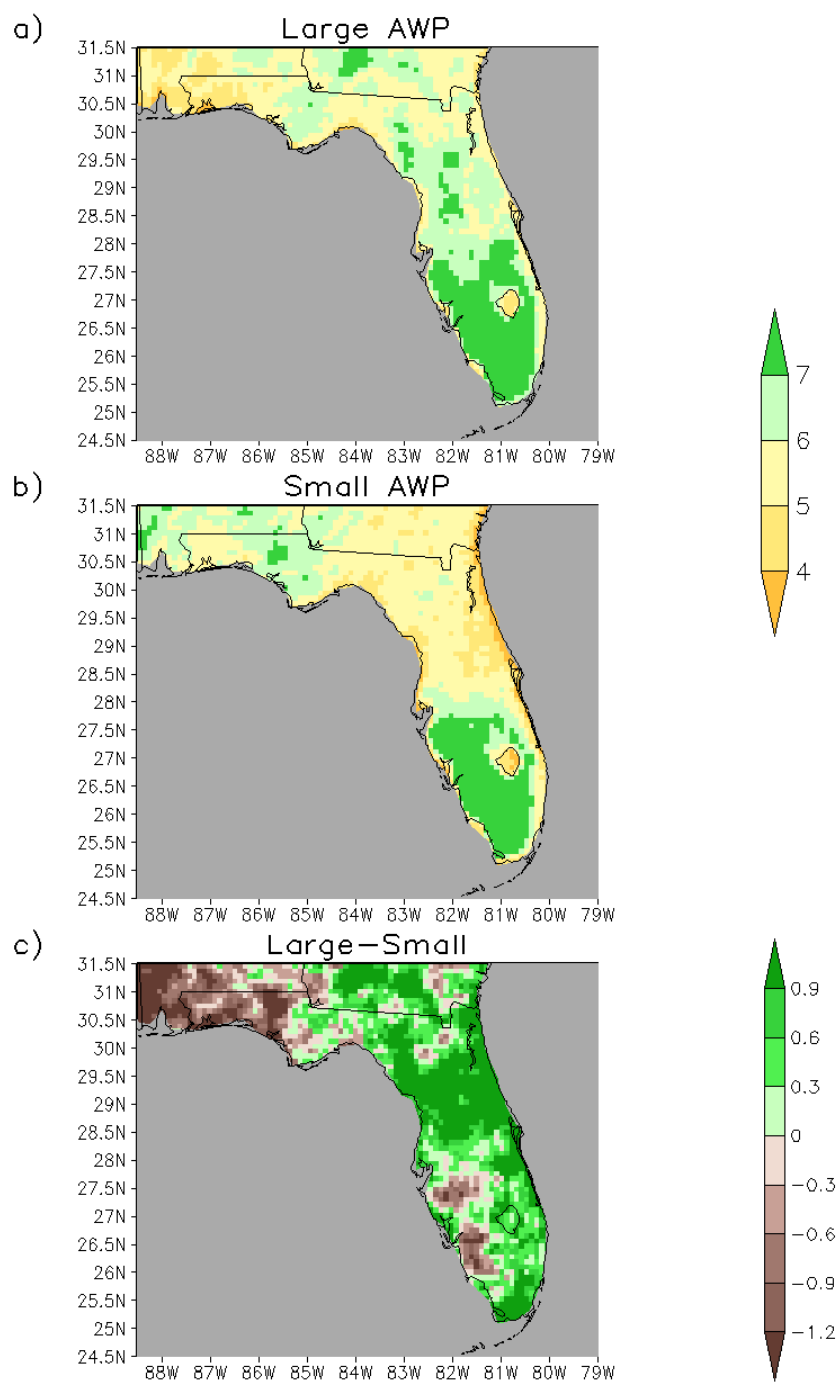 a)
Large AWP
31.5N
31N
30.5N
30N
29.5N
29N
28.5N
28N
27.5N
27N
26.5N
26N
25.5N
25N
24.5N
88W 87W 86W 85W 84W 83W 82W 81W 80W 79W
b)
Small AWP
31.5N
31N
30.5N
30N
29.5N
29N
28.5N
28N
27.5N
27N
26.5N
26N
25.5N
25N
24.5N
88W 87W 86W 85W 84W 83W 82W 81W 80W 79W
7
6
5
4
c)
Large−Small
31.5N
31N
30.5N
30N
29.5N
29N
28.5N
28N
27.5N
27N
26.5N
26N
25.5N
25N
24.5N
88W 87W 86W 85W 84W 83W 82W 81W 80W 79W
0.9
0.6
0.3
0
−0.3
−0.6
−0.9
−1.2